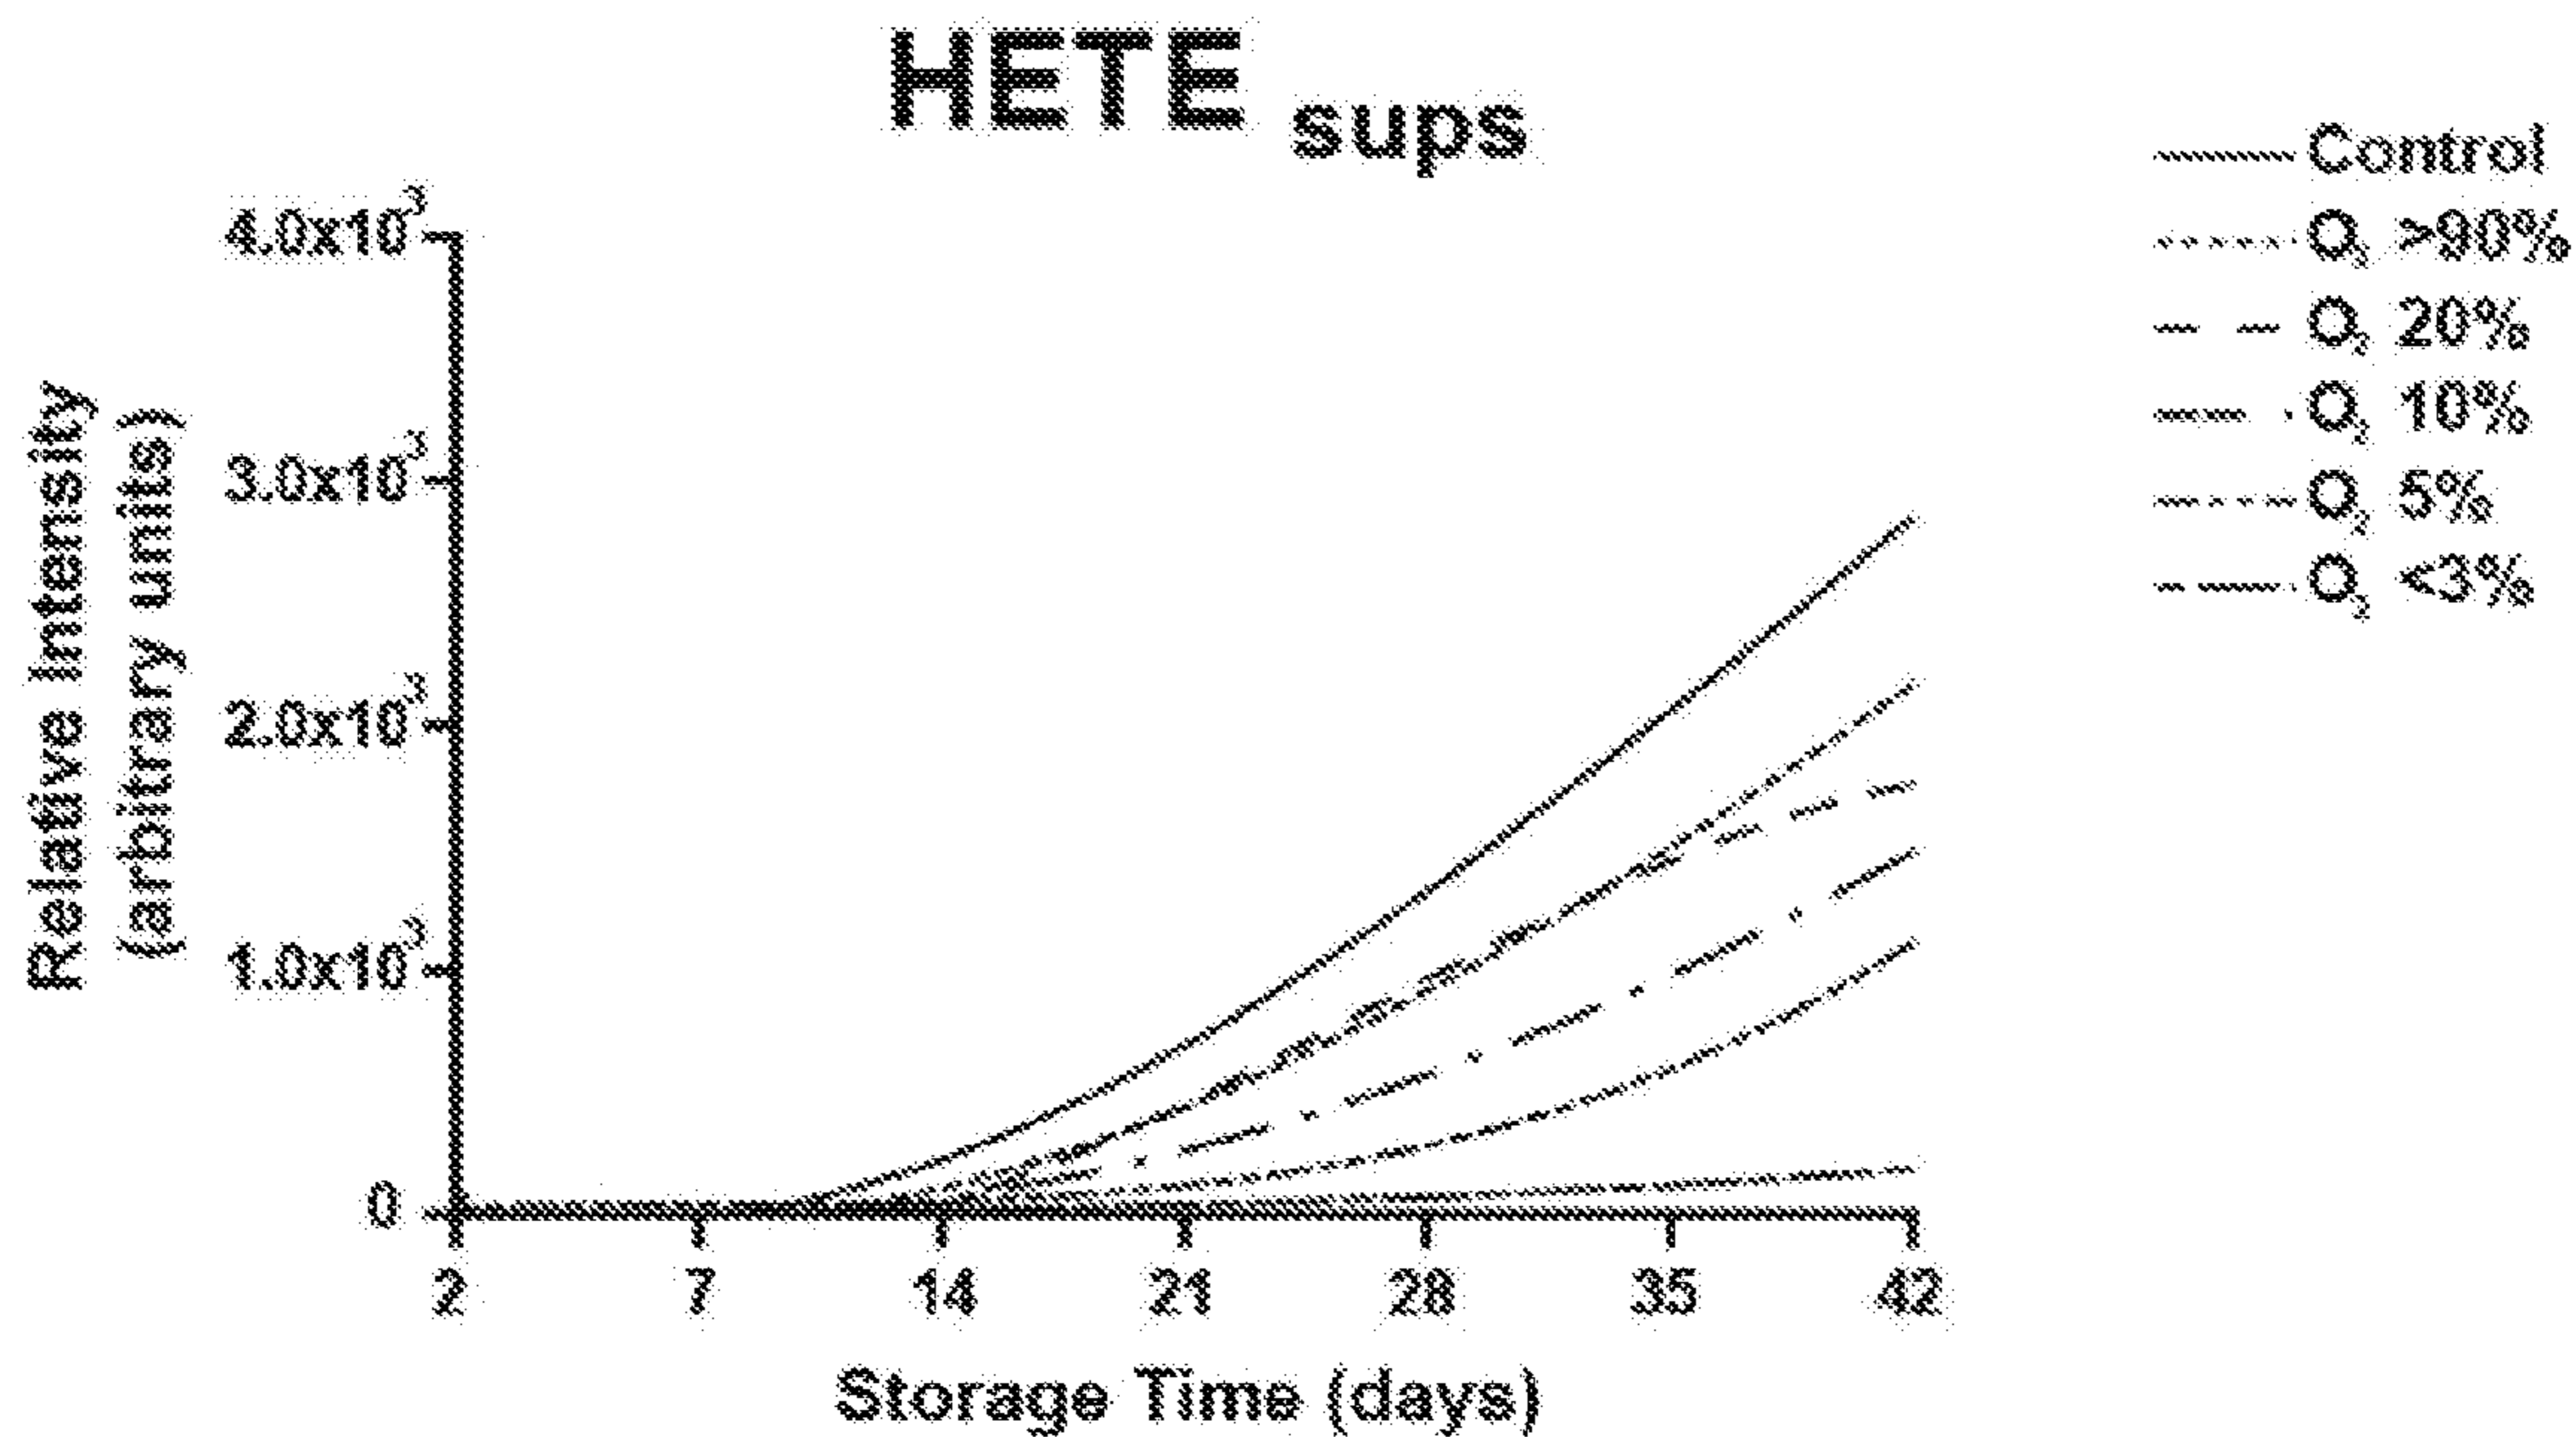 HETE sups
Control
O₂ >90%
O₂ 20%
O₂ 10%
O₂ 5%
O₂ <3%
Relative Intensity
(arbitrary units)
4.0x10³
3.0x10³
2.0x10³
1.0x10³
0
2 7 14 21 28 35 42
Storage Time (days)